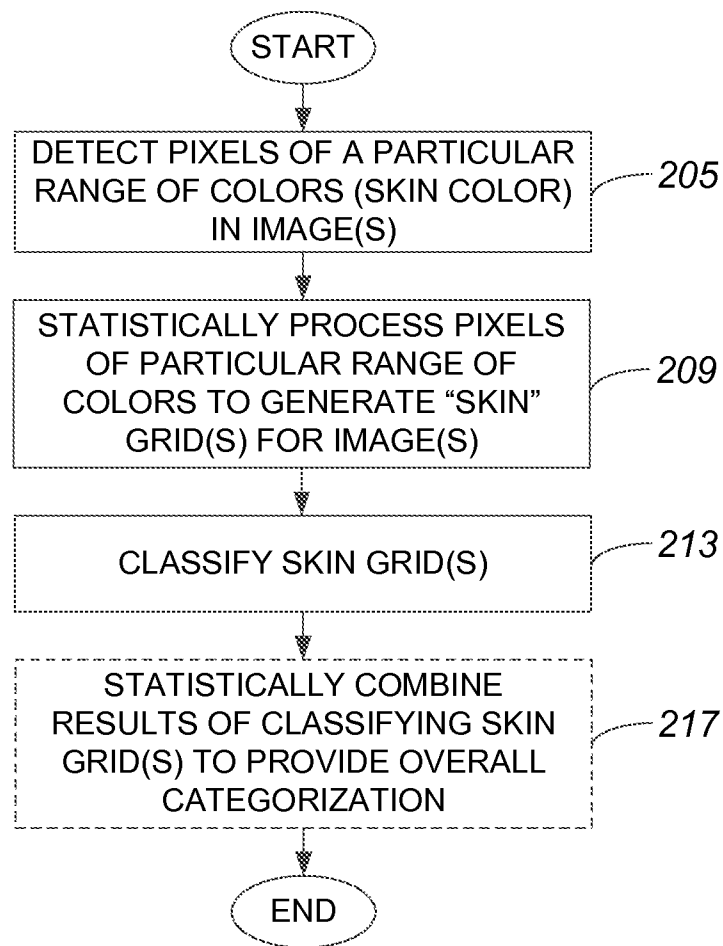 START
DETECT PIXELS OF A PARTICULAR
RANGE OF COLORS (SKIN COLOR)
IN IMAGE(S)
205
STATISTICALLY PROCESS PIXELS
OF PARTICULAR RANGE OF
COLORS TO GENERATE “SKIN”
GRID(S) FOR IMAGE(S)
209
CLASSIFY SKIN GRID(S)
213
STATISTICALLY COMBINE
RESULTS OF CLASSIFYING SKIN
GRID(S) TO PROVIDE OVERALL
CATEGORIZATION
217
END